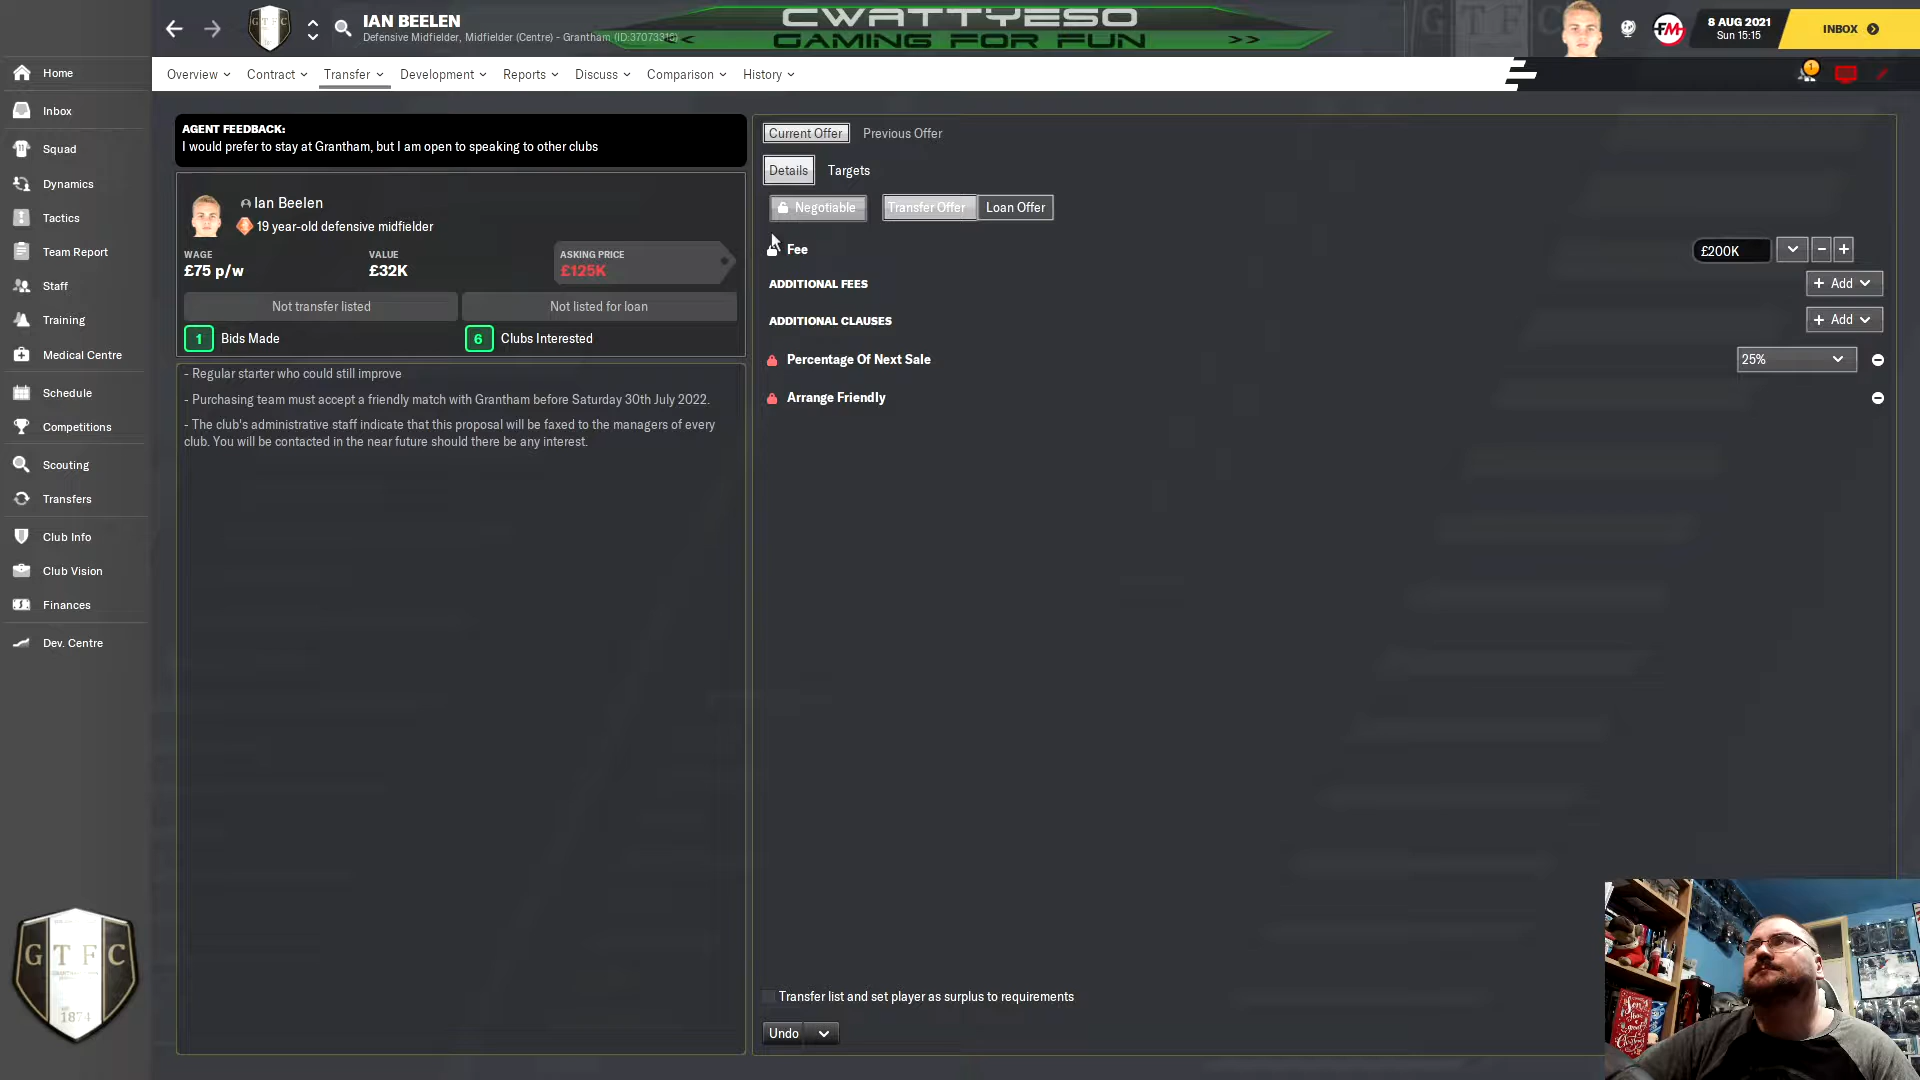 IAN BEELEN
Defensive Midfielder, Midfielder (Centre) - Grantham (ID:37073316)
CWATTYESO
GAMING FOR FUN
8 AUG 2021
Sun 15:15
INBOX
Overview
Contract
Transfer
Development
Reports
Discuss
Comparison
History
1
Home
Inbox
Squad
Dynamics
Tactics
Team Report
Staff
Training
Medical Centre
Schedule
Competitions
Scouting
Transfers
Club Info
Club Vision
Finances
Dev. Centre
G T F C
1874
AGENT FEEDBACK:
I would prefer to stay at Grantham, but I am open to speaking to other clubs
Ian Beelen
19 year-old defensive midfielder
WAGE
£75 p/w
VALUE
£32K
ASKING PRICE
£125K
Not transfer listed
Not listed for loan
1 Bids Made
6 Clubs Interested
- Regular starter who could still improve
- Purchasing team must accept a friendly match with Grantham before Saturday 30th July 2022.
- The club's administrative staff indicate that this proposal will be faxed to the managers of every
club. You will be contacted in the near future should there be any interest.
Current Offer
Previous Offer
Details
Targets
Negotiable
Transfer Offer
Loan Offer
Fee
£200K
ADDITIONAL FEES
+ Add
ADDITIONAL CLAUSES
+ Add
Percentage Of Next Sale
25%
Arrange Friendly
Transfer list and set player as surplus to requirements
Undo